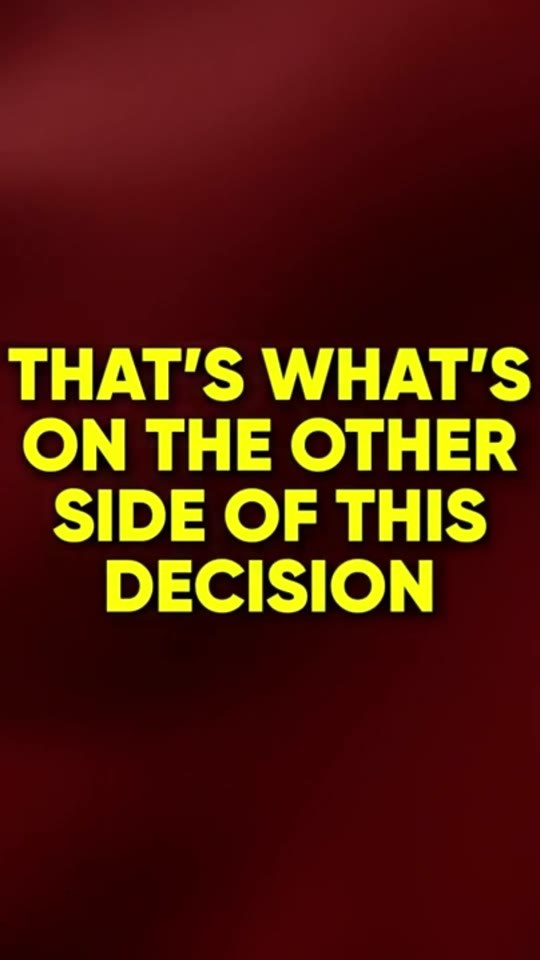 THAT’S WHAT’S
ON THE OTHER
SIDE OF THIS
DECISION